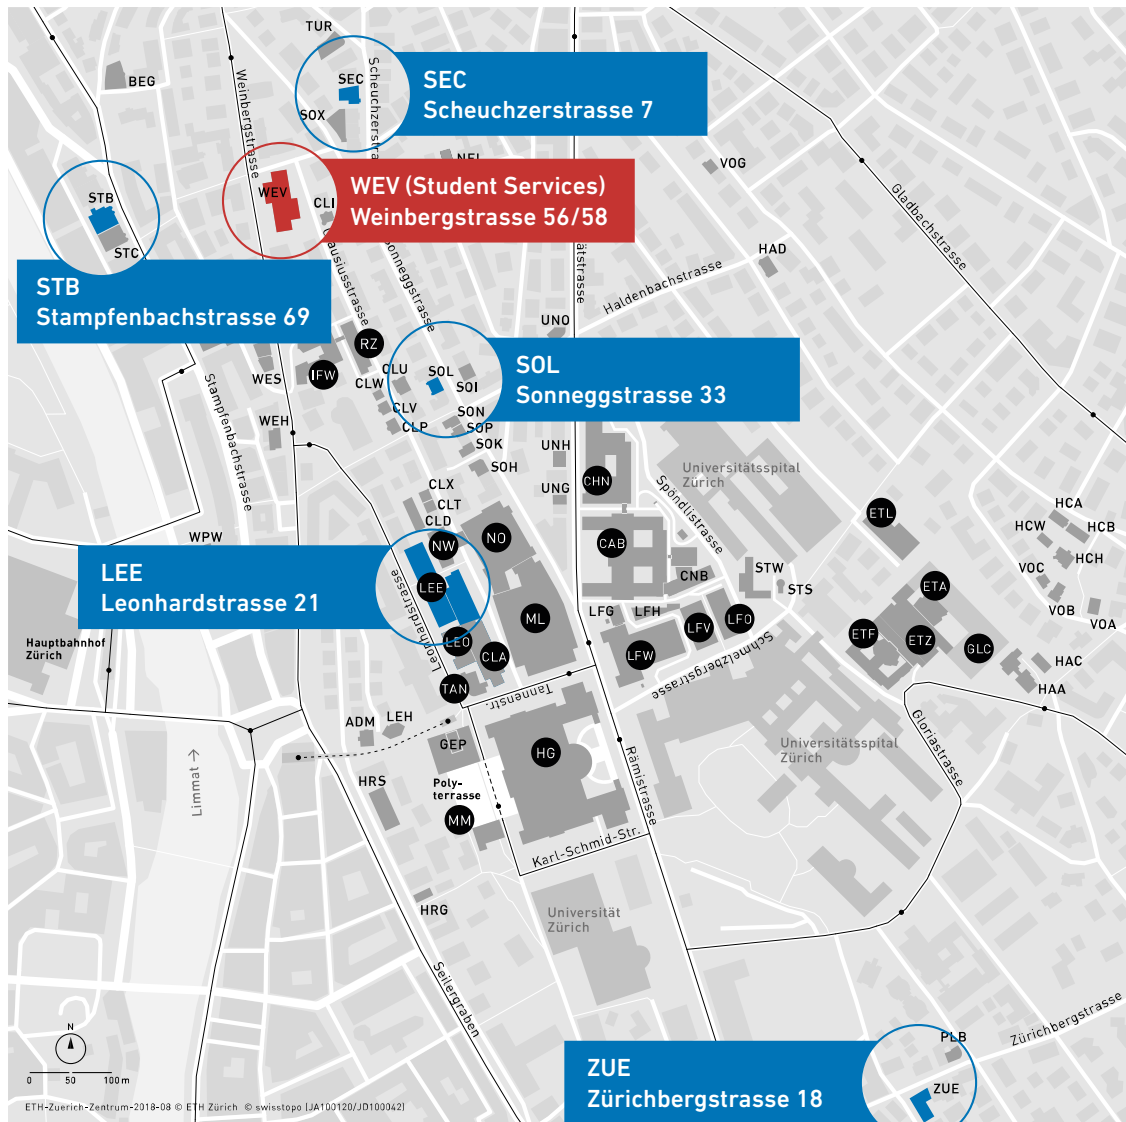 TUR
SEC
Scheuchzerstrasse 7
SEC
BEG
Weinbergstrasse
SOX
WEV (Student Services)
Weinbergstrasse 56/58
WEV
CLI
VOG
Gladbachstrasse
STB
STC
HAD
STB
Stampfenbachstrasse 69
Sonneggstrasse
Haldenbachstrasse
UNO
RZ
IFW
WES
CLU
CLW
SOL
SOI
SOL
Sonneggstrasse 33
CLV
CLP
SON
SOP
SOK
SOH
WEH
Stampfenbachstrasse
UNH
UNG
CHN
Universitätsspital
Zürich
Spöndlistrasse
CLX
CLT
CLD
NW
NO
CAB
CNB
STW
STS
ETL
HCA
HCW
HCB
HCH
VOC
VOB
VOA
WPW
LEE
Leonhardstrasse 21
LEE
Leonhardstrasse
LEO
CLA
ML
LFG
LFH
LFW
LFV
LFO
Schmelzbergstrasse
ETA
ETF
ETZ
GLC
HAC
HAA
Hauptbahnhof
Zürich
TAN
Tannenstr.
ADM
LEH
GEP
HG
Rämistrasse
Universitätsspital
Zürich
Gloriastrasse
Limmat →
HRS
Poly-
terrasse
MM
Karl-Schmid-Str.
HRG
Universität
Zürich
Seilergraben
N
0 50 100 m
ZUE
Zürichbergstrasse 18
PLB
ZUE
Zürichbergstrasse
ETH-Zuerich-Zentrum-2018-08 © ETH Zürich © swisstopo (JA100120/JD100042)